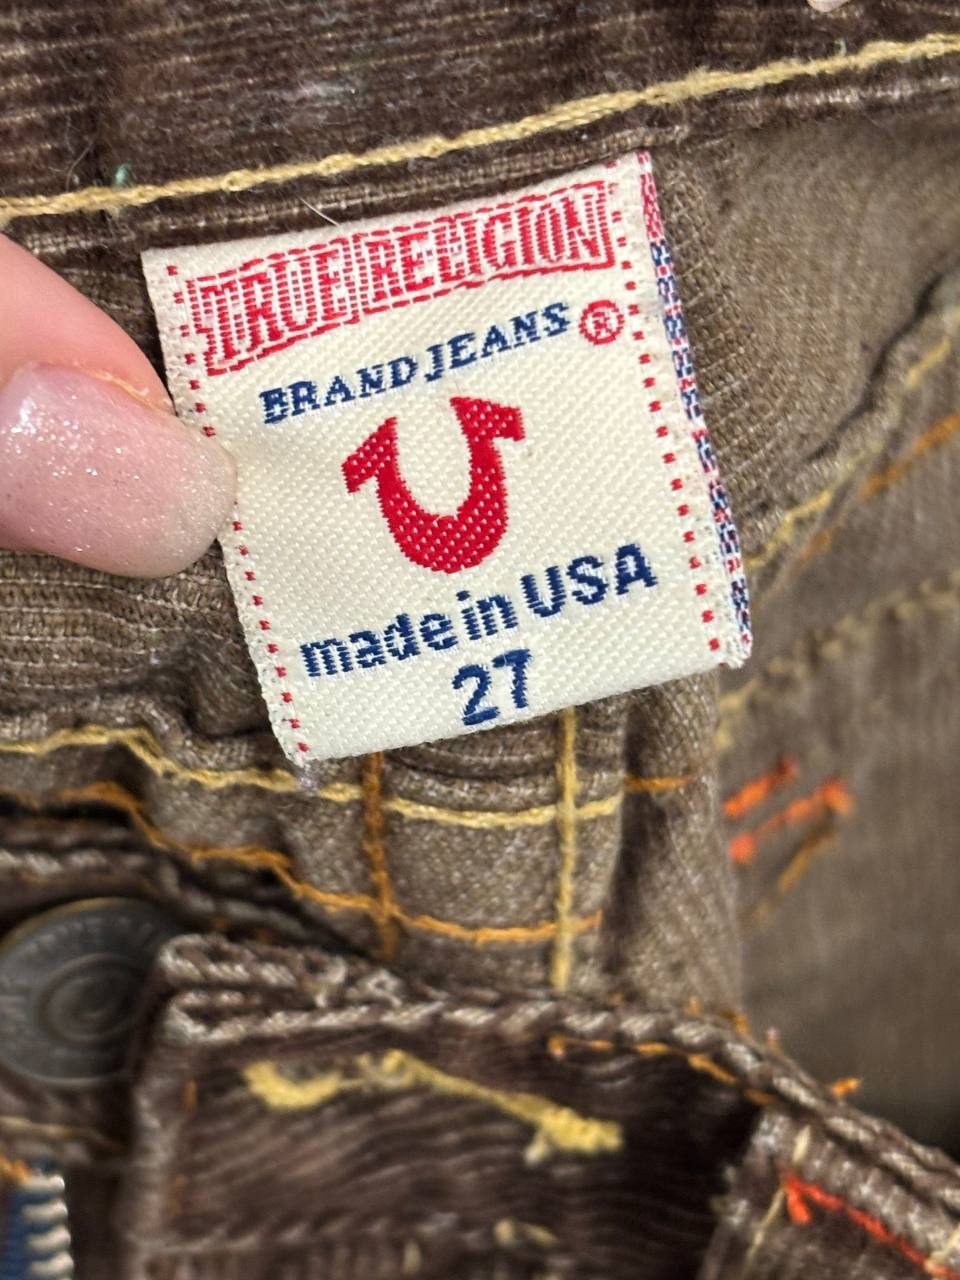 TRUE RELIGION
BRAND JEANS ®
made in USA
27